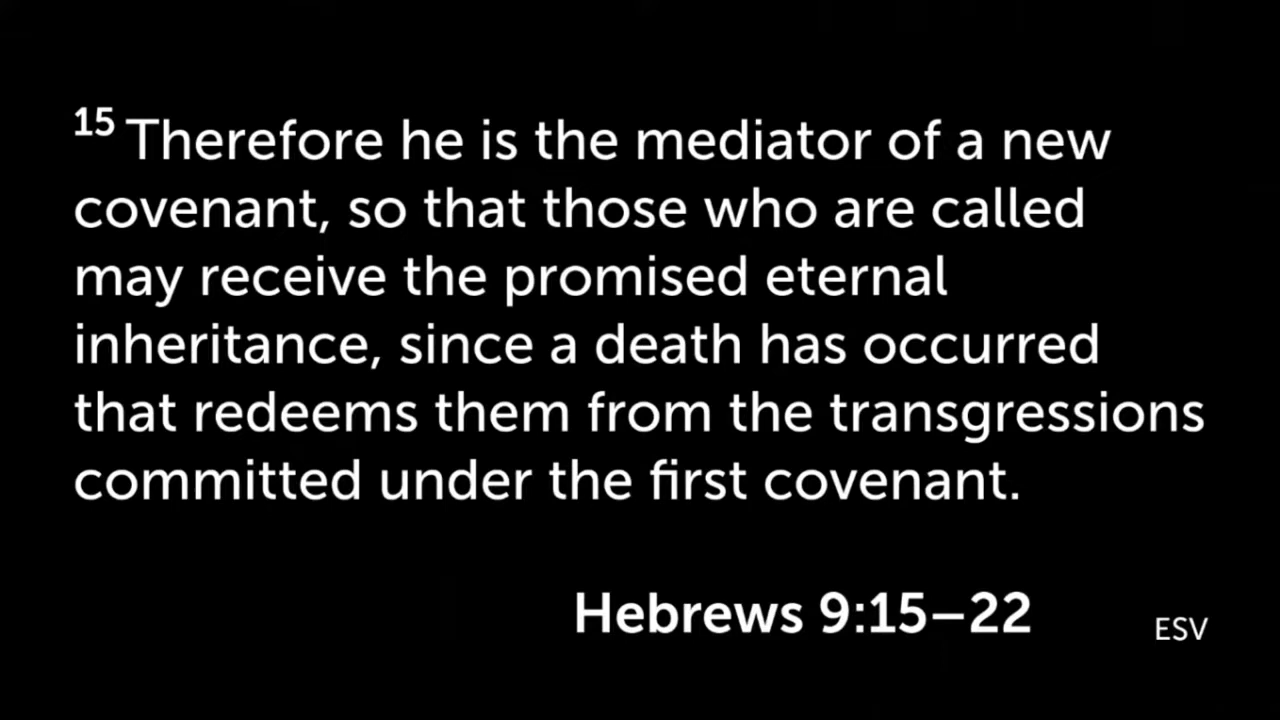 15 Therefore he is the mediator of a new
covenant, so that those who are called
may receive the promised eternal
inheritance, since a death has occurred
that redeems them from the transgressions
committed under the first covenant.
Hebrews 9:15–22
ESV